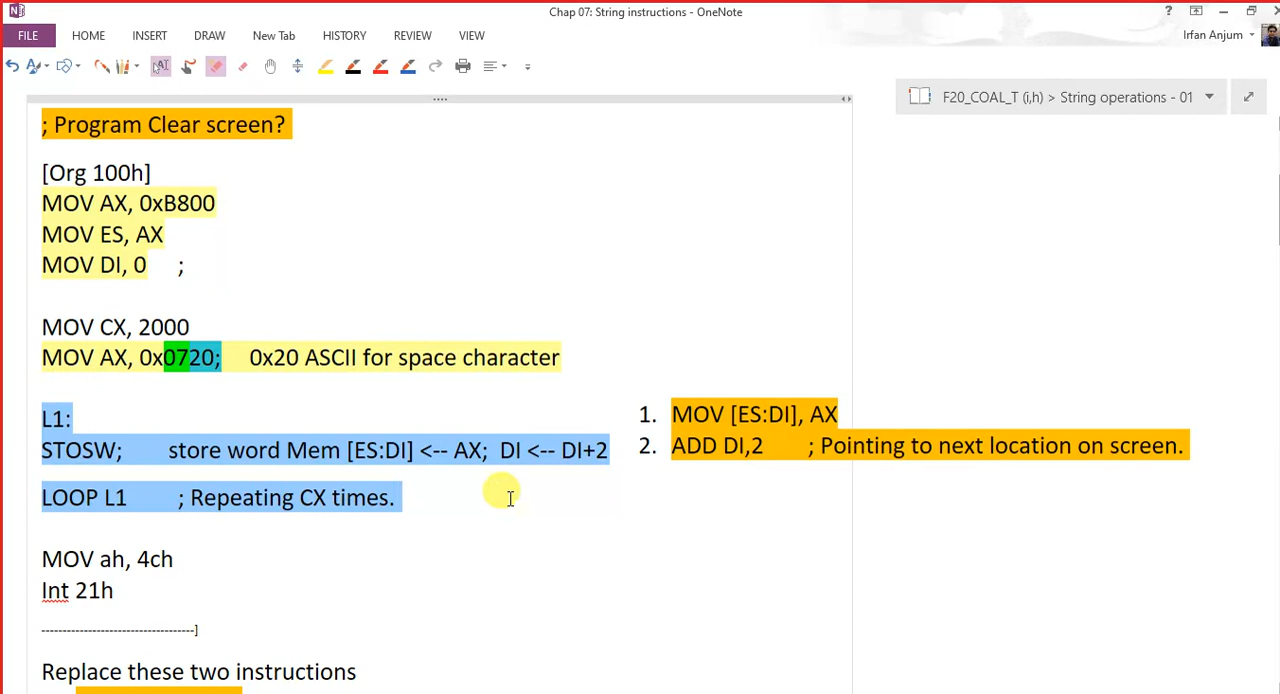 Chap 07: String instructions - OneNote
?
Irfan Anjum
FILE HOME INSERT DRAW New Tab HISTORY REVIEW VIEW
F20_COAL_T (i,h) > String operations - 01
; Program Clear screen?
[Org 100h]
MOV AX, 0xB800
MOV ES, AX
MOV DI, 0 ;
MOV CX, 2000
MOV AX, 0x0720; 0x20 ASCII for space character
L1:
STOSW; store word Mem [ES:DI] <-- AX; DI <-- DI+2
LOOP L1 ; Repeating CX times.
1. MOV [ES:DI], AX
2. ADD DI,2 ; Pointing to next location on screen.
MOV ah, 4ch
Int 21h
-----------------------------------]
Replace these two instructions